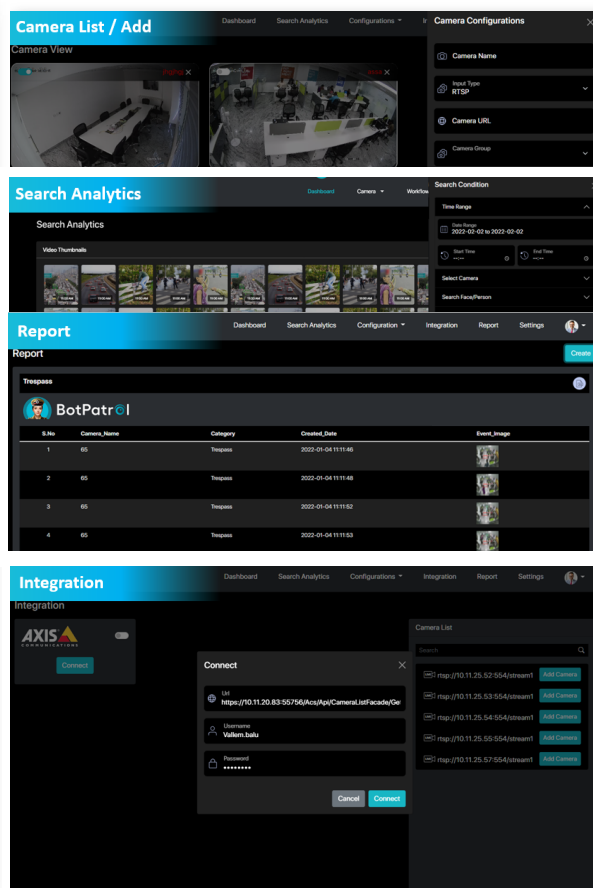 Camera List / Add
Dashboard Search Analytics Configurations
Camera Configurations
Camera View
Camera Name
Input Type
RTSP
Camera URL
Camera Group
Search Analytics
Dashboard Camera Workflow
Search Condition
Time Range
Search Analytics
Date Range
2022-02-02 to 2022-02-02
Video Thumbnails
Start Time End Time
--:-- --:--
Select Camera
Search Face/Person
Report
Dashboard Search Analytics Configuration Integration Report Settings
Report
Create
Trespass
BotPatrol
S.No Camera_Name Category Created_Date Event_Image
1 65 Trespass 2022-01-04 11:11:46
2 65 Trespass 2022-01-04 11:11:48
3 65 Trespass 2022-01-04 11:11:52
4 65 Trespass 2022-01-04 11:11:53
Integration
Dashboard Search Analytics Configurations Integration Report Settings
Integration
AXIS
COMMUNICATIONS
Connect
Camera List
Search
rtsp://10.11.25.52:554/stream1 Add Camera
rtsp://10.11.25.53:554/stream1 Add Camera
rtsp://10.11.25.54:554/stream1 Add Camera
rtsp://10.11.25.55:554/stream1 Add Camera
rtsp://10.11.25.57:554/stream1 Add Camera
Connect
Url
https://10.11.20.83:55756/Acs/Api/CameraListFacade/Ge
Username
Vallem.balu
Password
••••••••
Cancel Connect